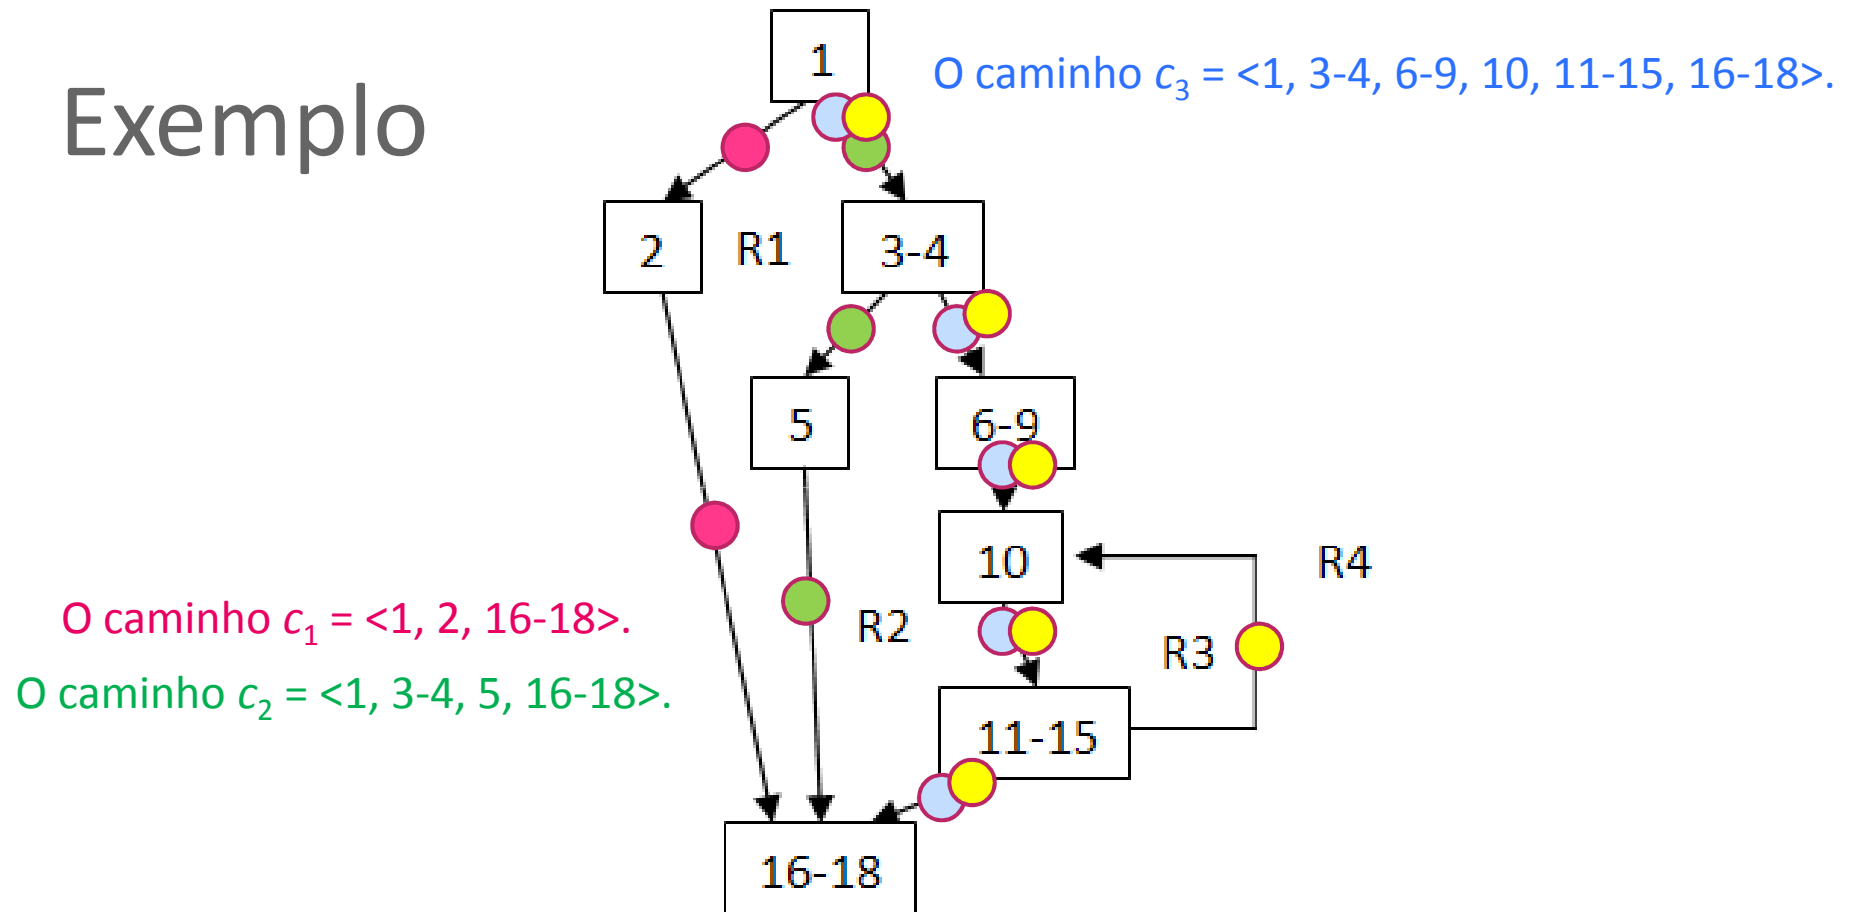 Exemplo
1
O caminho c3 = <1, 3-4, 6-9, 10, 11-15, 16-18>.
2
R1
3-4
5
6-9
10
R4
O caminho c1 = <1, 2, 16-18>.
R2
R3
O caminho c2 = <1, 3-4, 5, 16-18>.
11-15
16-18